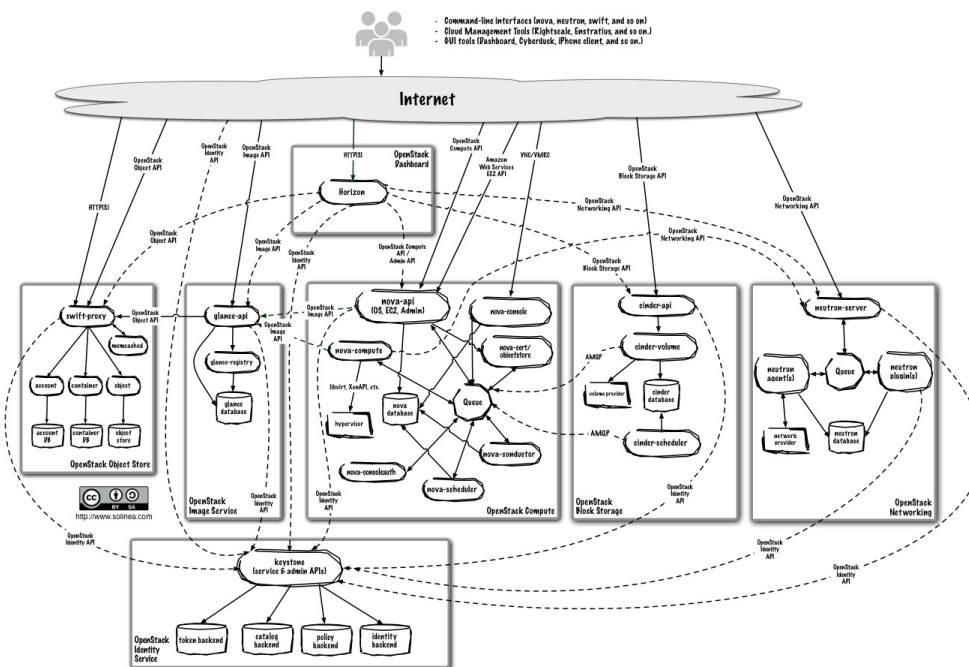 - Command-line interfaces (nova, neutron, swift, and so on)
- Cloud Management Tools (Rightscale, Enstratius, and so on.)
- GUI tools (Dashboard, Cyberduck, iPhone client, and so on.)
Internet
HTTP(S)
OpenStack
Object API
OpenStack
Identity
API
OpenStack
Image API
HTTP(S)
OpenStack
Dashboard
Horizon
OpenStack
Compute API
Amazon
Web Services
EC2 API
VNC/VMRC
OpenStack
Block Storage API
OpenStack
Networking API
OpenStack
Networking API
OpenStack
Object API
OpenStack
Image API
OpenStack
Identity
API
OpenStack Compute
API /
Admin API
OpenStack
Networking API
OpenStack
Block Storage API
swift-proxy
memcached
account
container
object
account
DB
container
DB
object
store
OpenStack Object Store
OpenStack
Object API
glance-api
glance-registry
glance
database
OpenStack
Image Service
OpenStack
Image API
OpenStack
Image API
nova-api
(OS, EC2, Admin)
nova-console
nova-cert/
objectstore
nova-compute
libvirt, XenAPI, etc.
hypervisor
nova
database
Queue
nova-conductor
nova-consoleauth
nova-scheduler
OpenStack Compute
AMQP
AMQP
cinder-api
cinder-volume
volume provider
cinder
database
cinder-scheduler
OpenStack
Block Storage
neutron-server
neutron
agent(s)
Queue
neutron
plugin(s)
network
provider
neutron
database
OpenStack
Networking
CC
BY SA
http://www.solinea.com
OpenStack
Identity
API
OpenStack
Identity API
OpenStack
Identity
API
OpenStack
Identity API
OpenStack
Identity
API
OpenStack
Identity
API
keystone
(service & admin APIs)
token backend
catalog
backend
policy
backend
identity
backend
OpenStack
Identity
Service